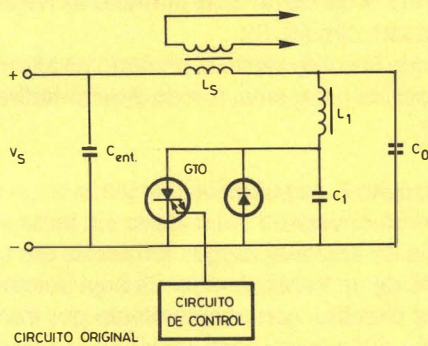 L_S
L_1
+
V_S
C_ent.
GTO
C_1
C_0
−
CIRCUITO
DE CONTROL
CIRCUITO ORIGINAL